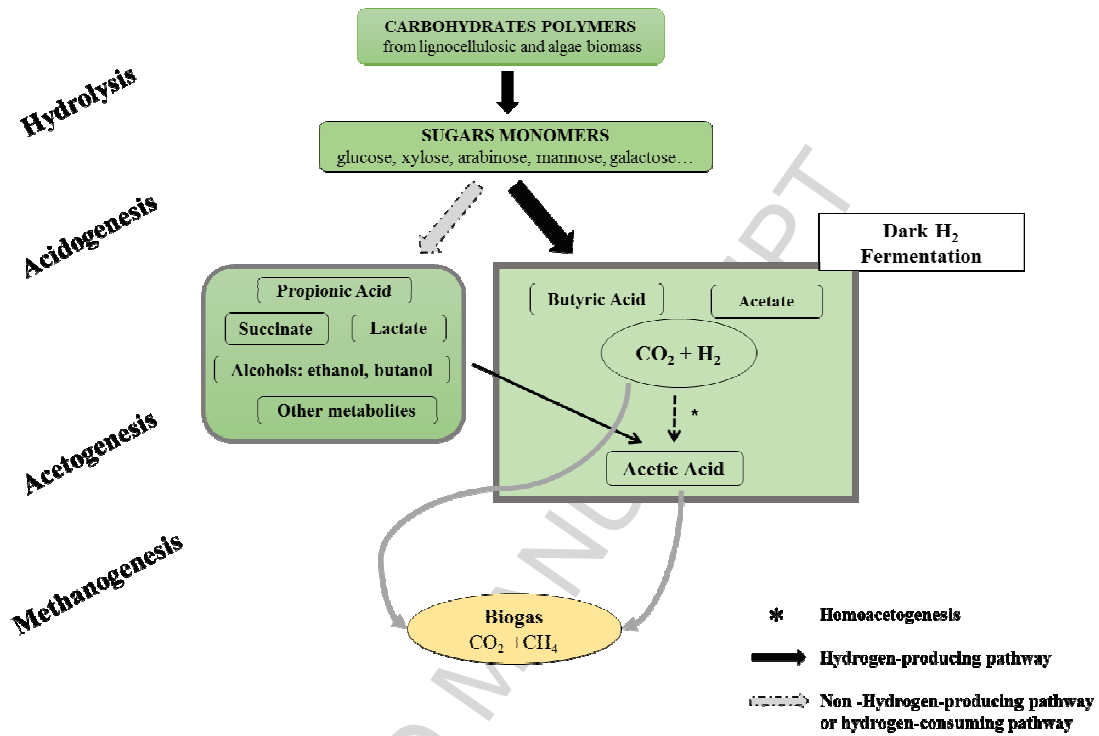 CARBOHYDRATES POLYMERS
from lignocellulosic and algae biomass
Hydrolysis
SUGARS MONOMERS
glucose, xylose, arabinose, mannose, galactose…
Acidogenesis
Dark H₂
Fermentation
Propionic Acid
Succinate
Lactate
Alcohols: ethanol, butanol
Other metabolites
Butyric Acid
Acetate
CO₂ + H₂
*
Acetic Acid
Acetogenesis
Methanogenesis
Biogas
CO₂ +CH₄
* Homoacetogenesis
Hydrogen-producing pathway
Non -Hydrogen-producing pathway
or hydrogen-consuming pathway